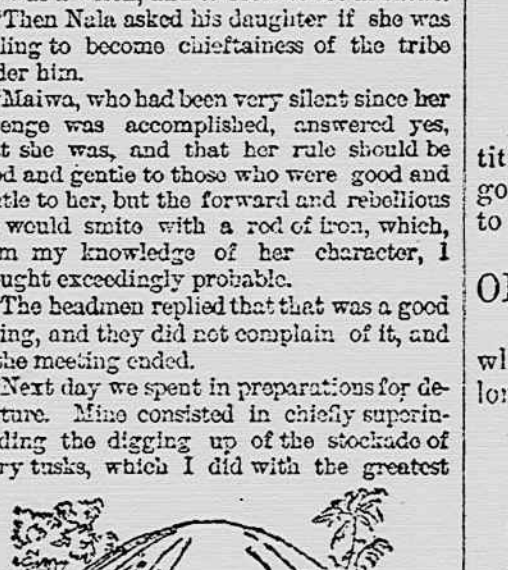 "Then Nala asked his daughter if she was
ling to become chieftainess of the tribe
der him.
"Maiwa, who had been very silent since her
enge was accomplished, answered yes,
t she was, and that her rule should be
d and gentle to those who were good and
tle to her, but the forward and rebellious
would smite with a rod of iron, which,
m my knowledge of her character, I
ught exceedingly probable.
The headmen replied that that was a good
ing, and they did not complain of it, and
the meeting ended.
Next day we spent in preparations for de-
ture. Mine consisted in chiefly superin-
ding the digging up of the stockade of
ry tusks, which I did with the greatest
tit
go
to
wl
lon